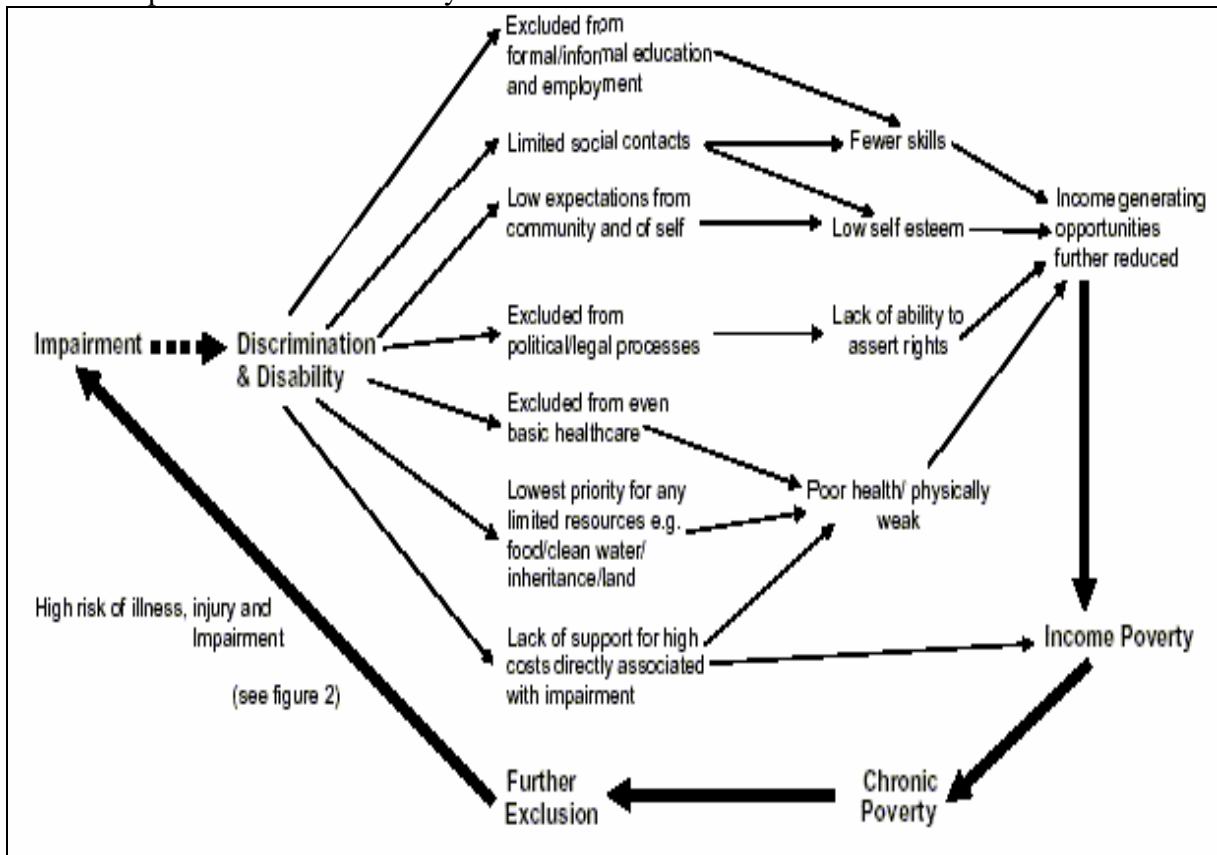 Excluded from
formal/informal education
and employment
Limited social contacts
Fewer skills
Low expectations from
community and of self
Low self esteem
Income generating
opportunities
further reduced
Impairment
Discrimination
& Disability
Excluded from
political/legal processes
Lack of ability to
assert rights
Excluded from even
basic healthcare
Lowest priority for any
limited resources e.g.
food/clean water/
inheritance/land
Poor health/ physically
weak
High risk of illness, injury and
Impairment
(see figure 2)
Lack of support for high
costs directly associated
with impairment
Income Poverty
Further
Exclusion
Chronic
Poverty